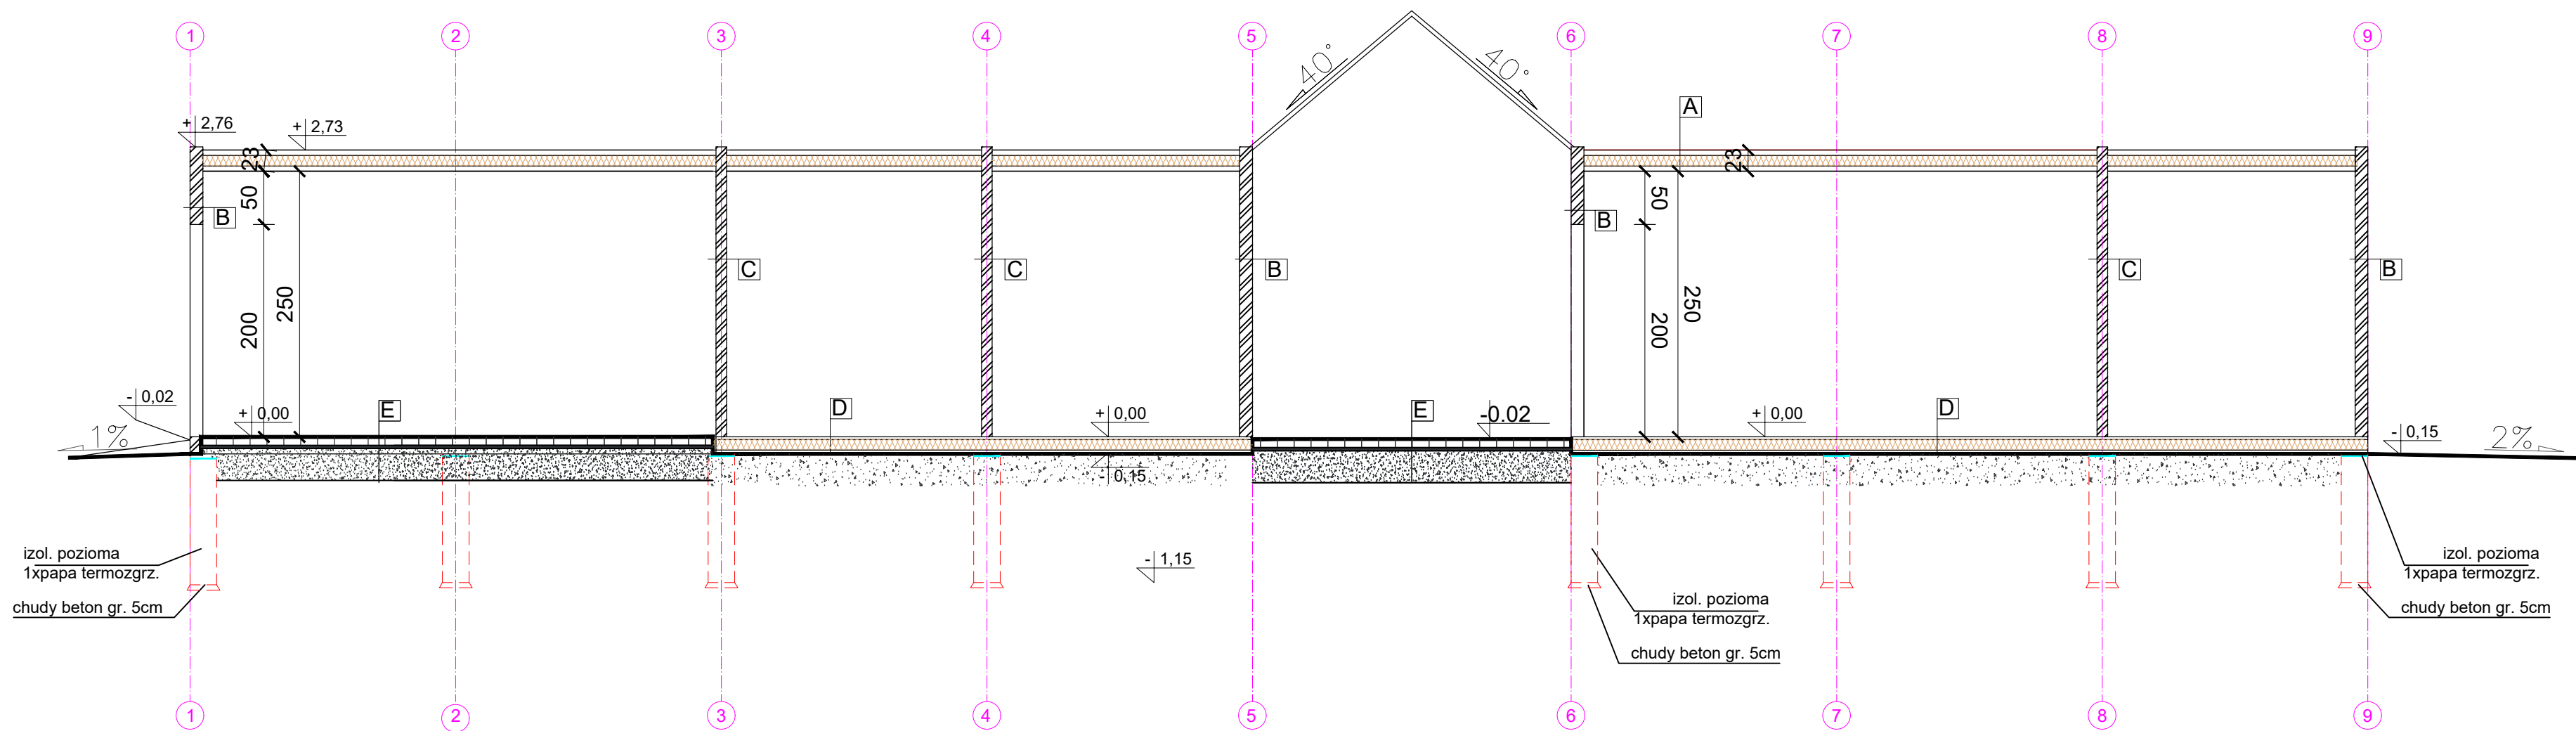 1 2 3 4 5 6 7 8 9
40° 40°
A
+ 2,76 + 2,73
23 23
50 50
B B
C C B C B
250 250
200 200
- 0,02
+ 0,00 E D + 0,00 E -0.02 + 0,00 D
1% - 0,15 2%
- 0,15
izol. pozioma
1xpapa termozgrz.
chudy beton gr. 5cm
- 1,15
izol. pozioma
1xpapa termozgrz.
chudy beton gr. 5cm
izol. pozioma
1xpapa termozgrz.
chudy beton gr. 5cm
1 2 3 4 5 6 7 8 9